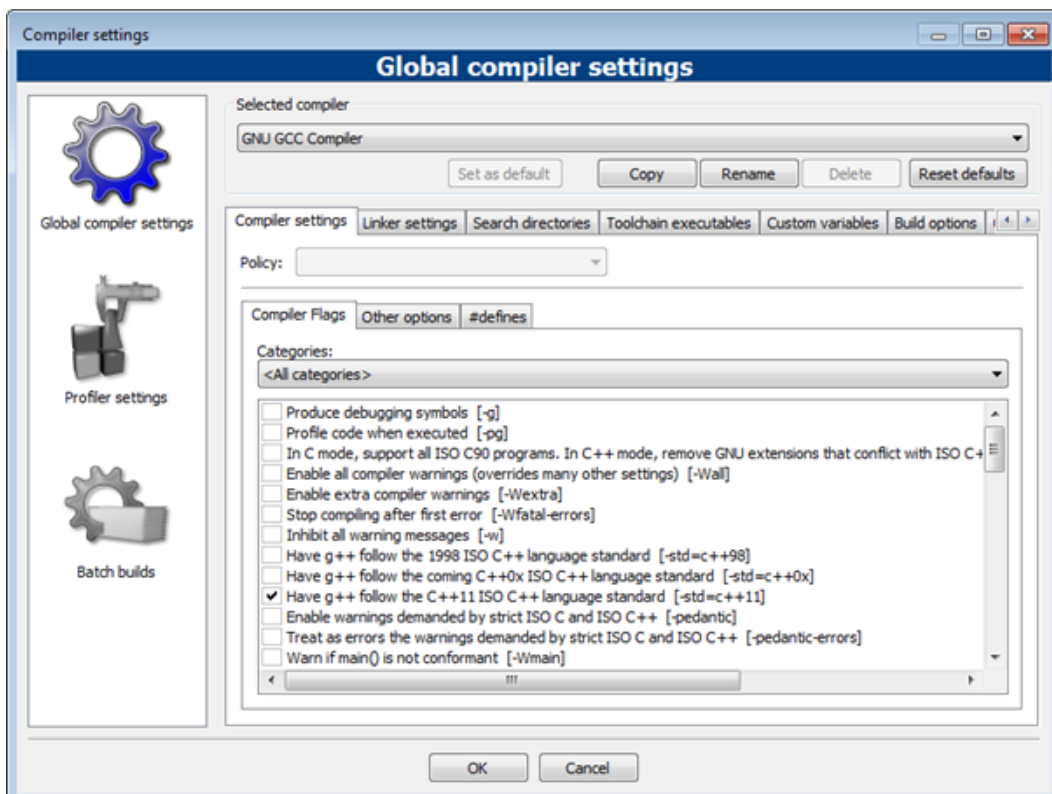 Compiler settings
Global compiler settings
Global compiler settings
Profiler settings
Batch builds
Selected compiler
GNU GCC Compiler
Set as default Copy Rename Delete Reset defaults
Compiler settings Linker settings Search directories Toolchain executables Custom variables Build options
Policy:
Compiler Flags Other options #defines
Categories:
<All categories>
Produce debugging symbols [-g]
Profile code when executed [-pg]
In C mode, support all ISO C90 programs. In C++ mode, remove GNU extensions that conflict with ISO C+
Enable all compiler warnings (overrides many other settings) [-Wall]
Enable extra compiler warnings [-Wextra]
Stop compiling after first error [-Wfatal-errors]
Inhibit all warning messages [-w]
Have g++ follow the 1998 ISO C++ language standard [-std=c++98]
Have g++ follow the coming C++0x ISO C++ language standard [-std=c++0x]
Have g++ follow the C++11 ISO C++ language standard [-std=c++11]
Enable warnings demanded by strict ISO C and ISO C++ [-pedantic]
Treat as errors the warnings demanded by strict ISO C and ISO C++ [-pedantic-errors]
Warn if main() is not conformant [-Wmain]
OK Cancel